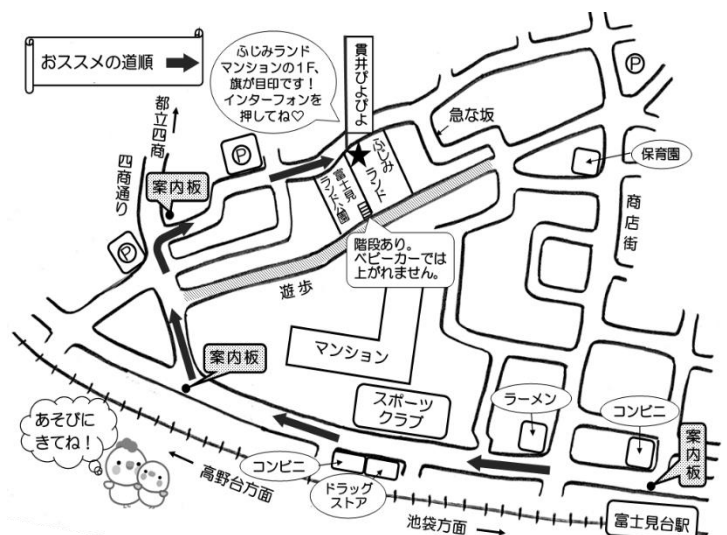 おススメの道順
ふじみランド
マンションの1F、
旗が目印です！
インターフォンを
押してね♡
貫井ぴよぴよ
急な坂
P
P
P
都立四商
四商通り
案内板
ふじみランド
富士見ランド公園
保育園
商店街
階段あり。
ベビーカーでは
上がれません。
遊歩
マンション
案内板
スポーツ
クラブ
ラーメン
コンビニ
案内板
あそびに
きてね！
高野台方面
コンビニ
ドラッグ
ストア
池袋方面
富士見台駅